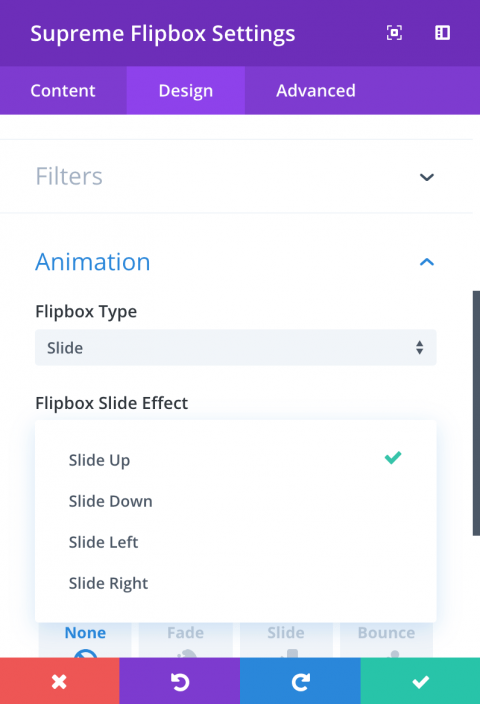 Supreme Flipbox Settings
Content Design Advanced
Filters
Animation
Flipbox Type
Slide
Flipbox Slide Effect
Slide Up
Slide Down
Slide Left
Slide Right
None Fade Slide Bounce